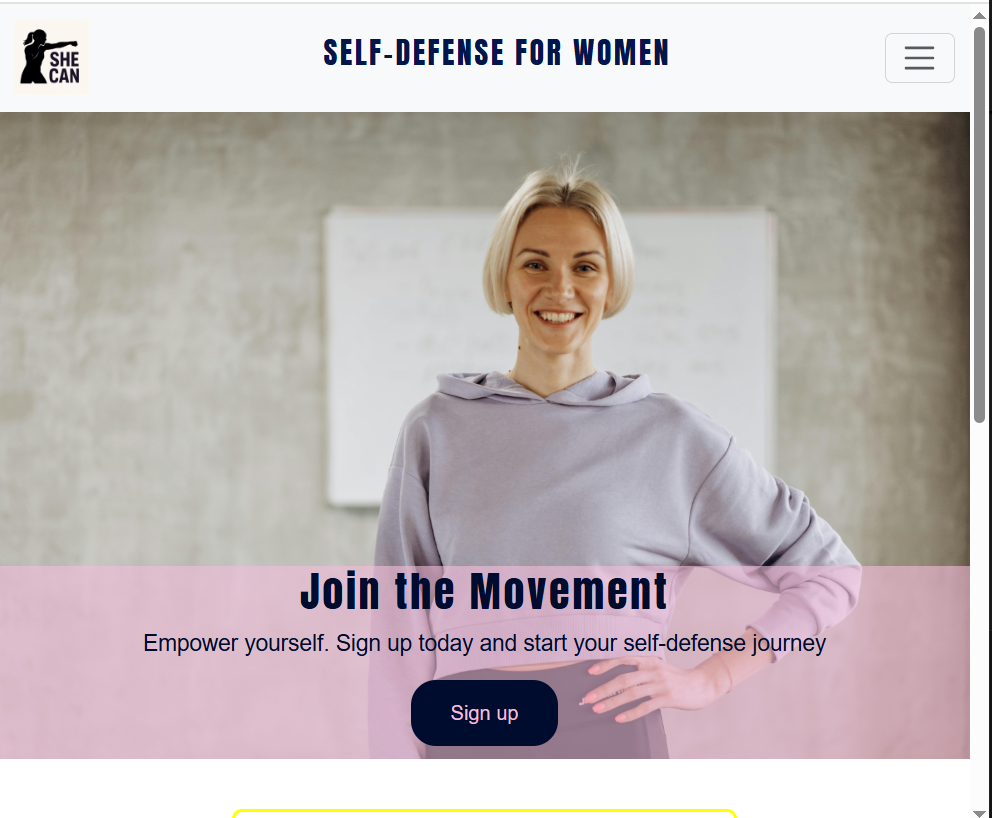 SHE
CAN
SELF-DEFENSE FOR WOMEN
Join the Movement
Empower yourself. Sign up today and start your self-defense journey
Sign up